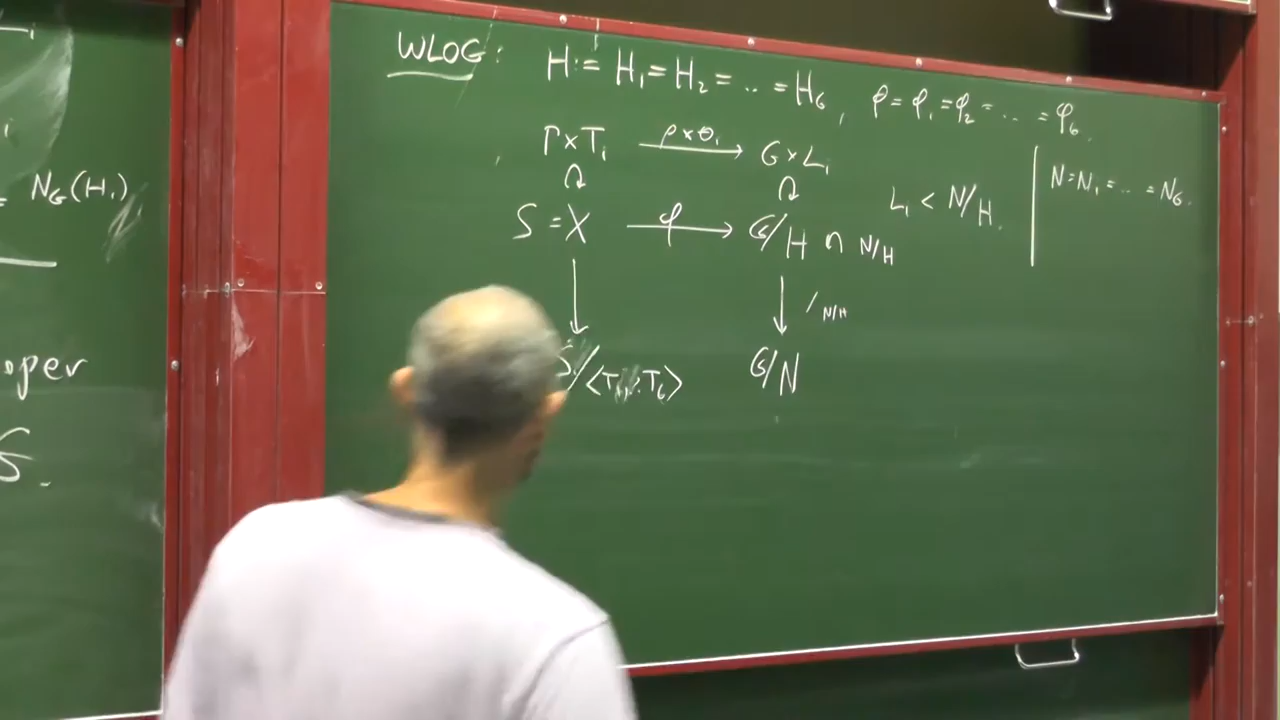 i
N_G(H_1)
oper
S.
WLOG: H := H_1 = H_2 = .. = H_6, φ = φ_1 = φ_2 = ... = φ_6.
Γ × T_i —ρ × θ_i→ G × L_i
L_i < N/H. | N = N_1 = ... = N_6.
S = X —φ→ G/H ∩ N/H
↓ ↓ / N/H
S/<T_1,..T_6> G/N